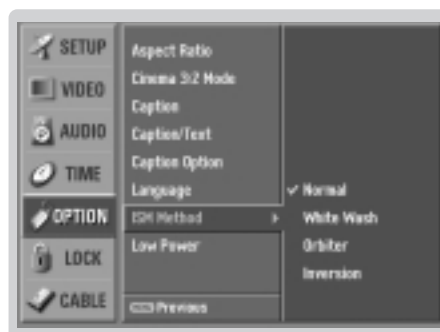 SETUP
VIDEO
AUDIO
TIME
OPTION
LOCK
CABLE
Aspect Ratio
Cinema 3:2 Mode
Caption
Caption/Text
Caption Option
Language
ISM Method
Low Power
Previous
Normal
White Wash
Orbiter
Inversion